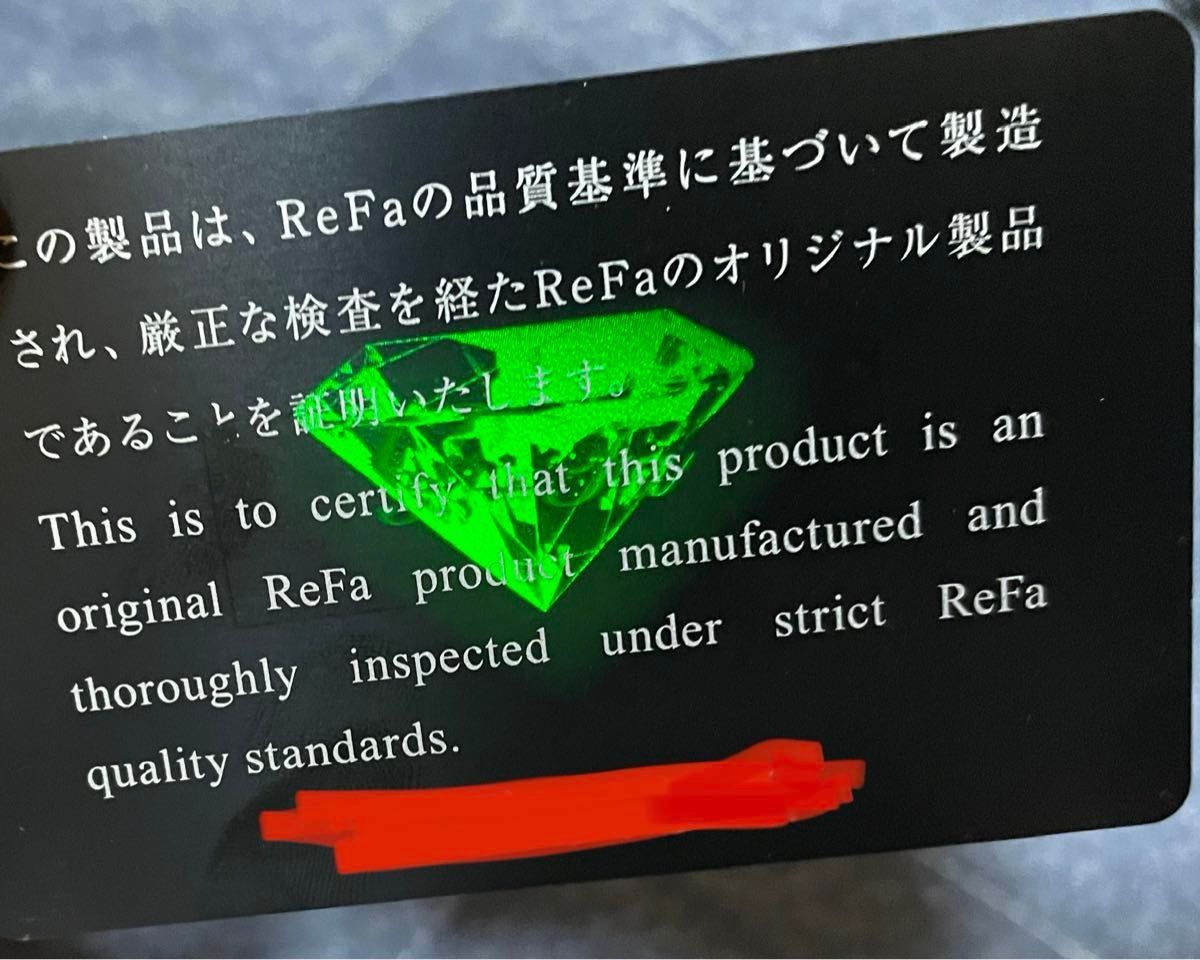 この製品は、ReFaの品質基準に基づいて製造
され、厳正な検査を経たReFaのオリジナル製品
であることを証明いたします。
This is to certify that this product is an
original ReFa product manufactured and
thoroughly inspected under strict ReFa
quality standards.